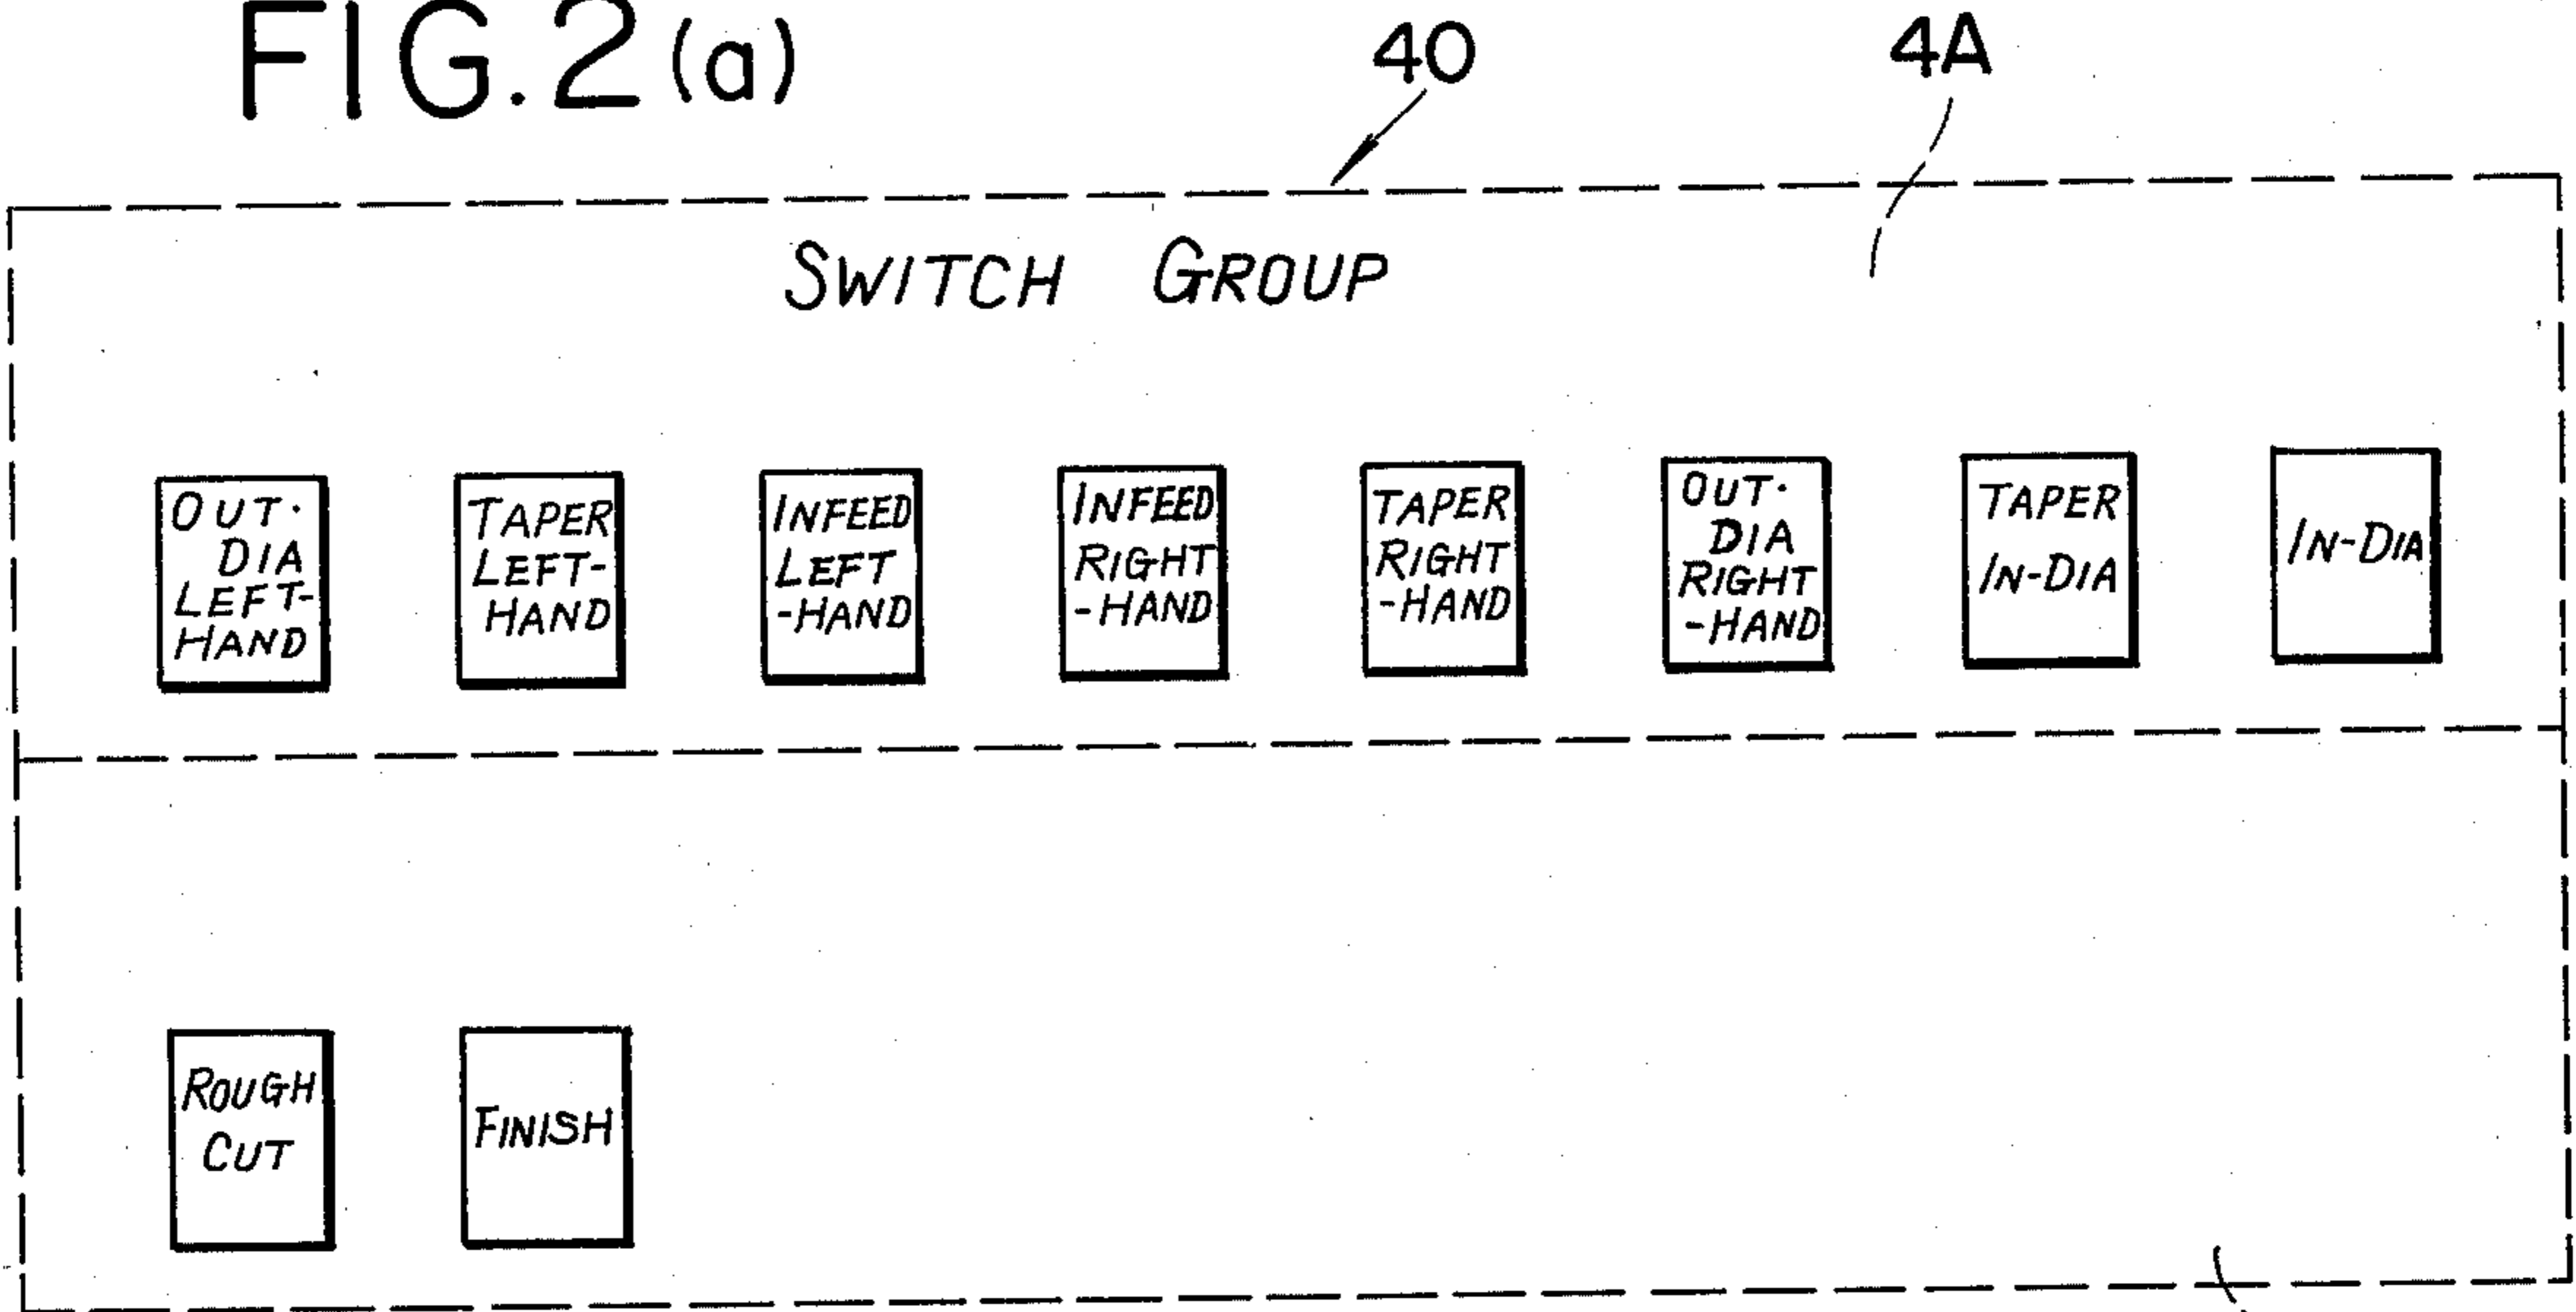 FIG.2 (a)
40
4A
SWITCH GROUP
OUT·
DIA
LEFT-
HAND
TAPER
LEFT-
HAND
INFEED
LEFT
-HAND
INFEED
RIGHT
-HAND
TAPER
RIGHT
-HAND
OUT·
DIA
RIGHT
-HAND
TAPER
IN-DIA
IN-DIA
ROUGH
CUT
FINISH